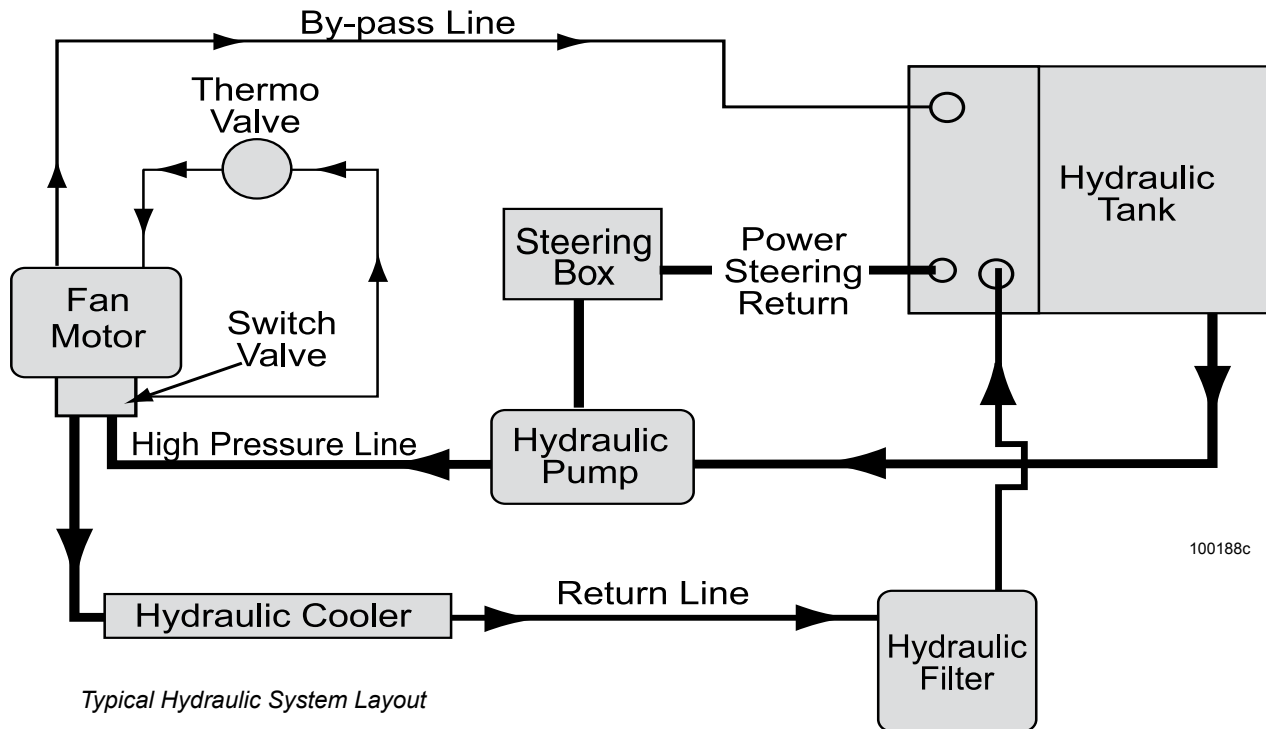 By-pass Line
Thermo
Valve
Hydraulic
Tank
Steering
Box
Power
Steering
Return
Fan
Motor
Switch
Valve
High Pressure Line
Hydraulic
Pump
100188c
Hydraulic Cooler
Return Line
Hydraulic
Filter
Typical Hydraulic System Layout